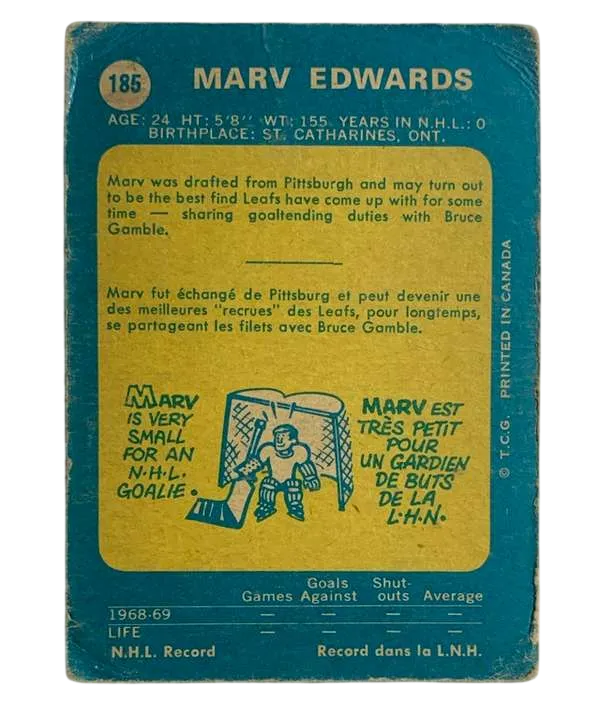 185
MARV EDWARDS
AGE: 24 HT: 5'8'' WT: 155 YEARS IN N.H.L.: 0
BIRTHPLACE: ST. CATHARINES, ONT.
Marv was drafted from Pittsburgh and may turn out
to be the best find Leafs have come up with for some
time — sharing goaltending duties with Bruce
Gamble.
Marv fut échangé de Pittsburg et peut devenir une
des meilleures "recrues" des Leafs, pour longtemps,
se partageant les filets avec Bruce Gamble.
MARV
IS VERY
SMALL
FOR AN
N·H·L·
GOALIE.
MARV EST
TRÈS PETIT
POUR
UN GARDIEN
DE BUTS
DE LA
L·H·N·
© T.C.G. PRINTED IN CANADA
Goals Shut-
Games Against outs Average
1968-69 — — — —
LIFE — — — —
N.H.L. Record Record dans la L.N.H.